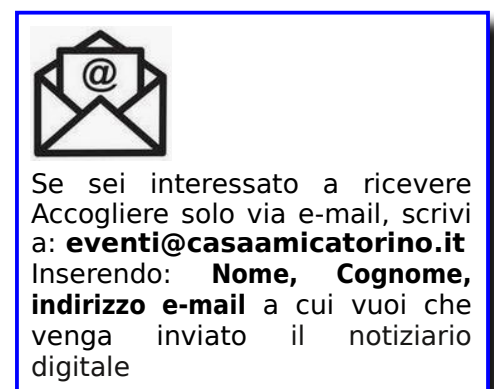 @
Se sei interessato a ricevere
Accogliere solo via e-mail, scrivi
a: eventi@casaamicatorino.it
Inserendo: Nome, Cognome,
indirizzo e-mail a cui vuoi che
venga inviato il notiziario
digitale